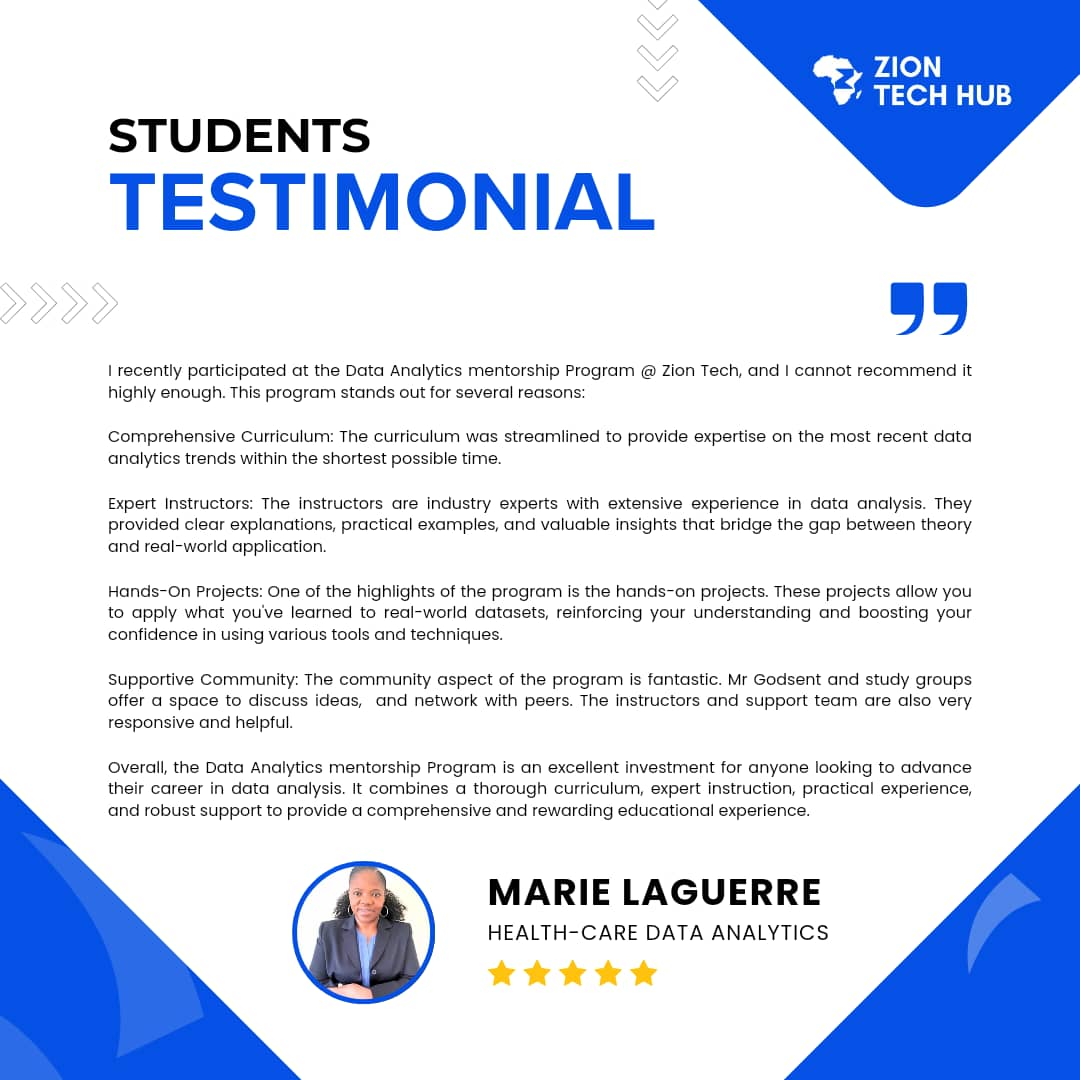 ZION
TECH HUB
STUDENTS
TESTIMONIAL
I recently participated at the Data Analytics mentorship Program @ Zion Tech, and I cannot recommend it
highly enough. This program stands out for several reasons:
Comprehensive Curriculum: The curriculum was streamlined to provide expertise on the most recent data
analytics trends within the shortest possible time.
Expert Instructors: The instructors are industry experts with extensive experience in data analysis. They
provided clear explanations, practical examples, and valuable insights that bridge the gap between theory
and real-world application.
Hands-On Projects: One of the highlights of the program is the hands-on projects. These projects allow you
to apply what you've learned to real-world datasets, reinforcing your understanding and boosting your
confidence in using various tools and techniques.
Supportive Community: The community aspect of the program is fantastic. Mr Godsent and study groups
offer a space to discuss ideas,  and network with peers. The instructors and support team are also very
responsive and helpful.
Overall, the Data Analytics mentorship Program is an excellent investment for anyone looking to advance
their career in data analysis. It combines a thorough curriculum, expert instruction, practical experience,
and robust support to provide a comprehensive and rewarding educational experience.
MARIE LAGUERRE
HEALTH-CARE DATA ANALYTICS